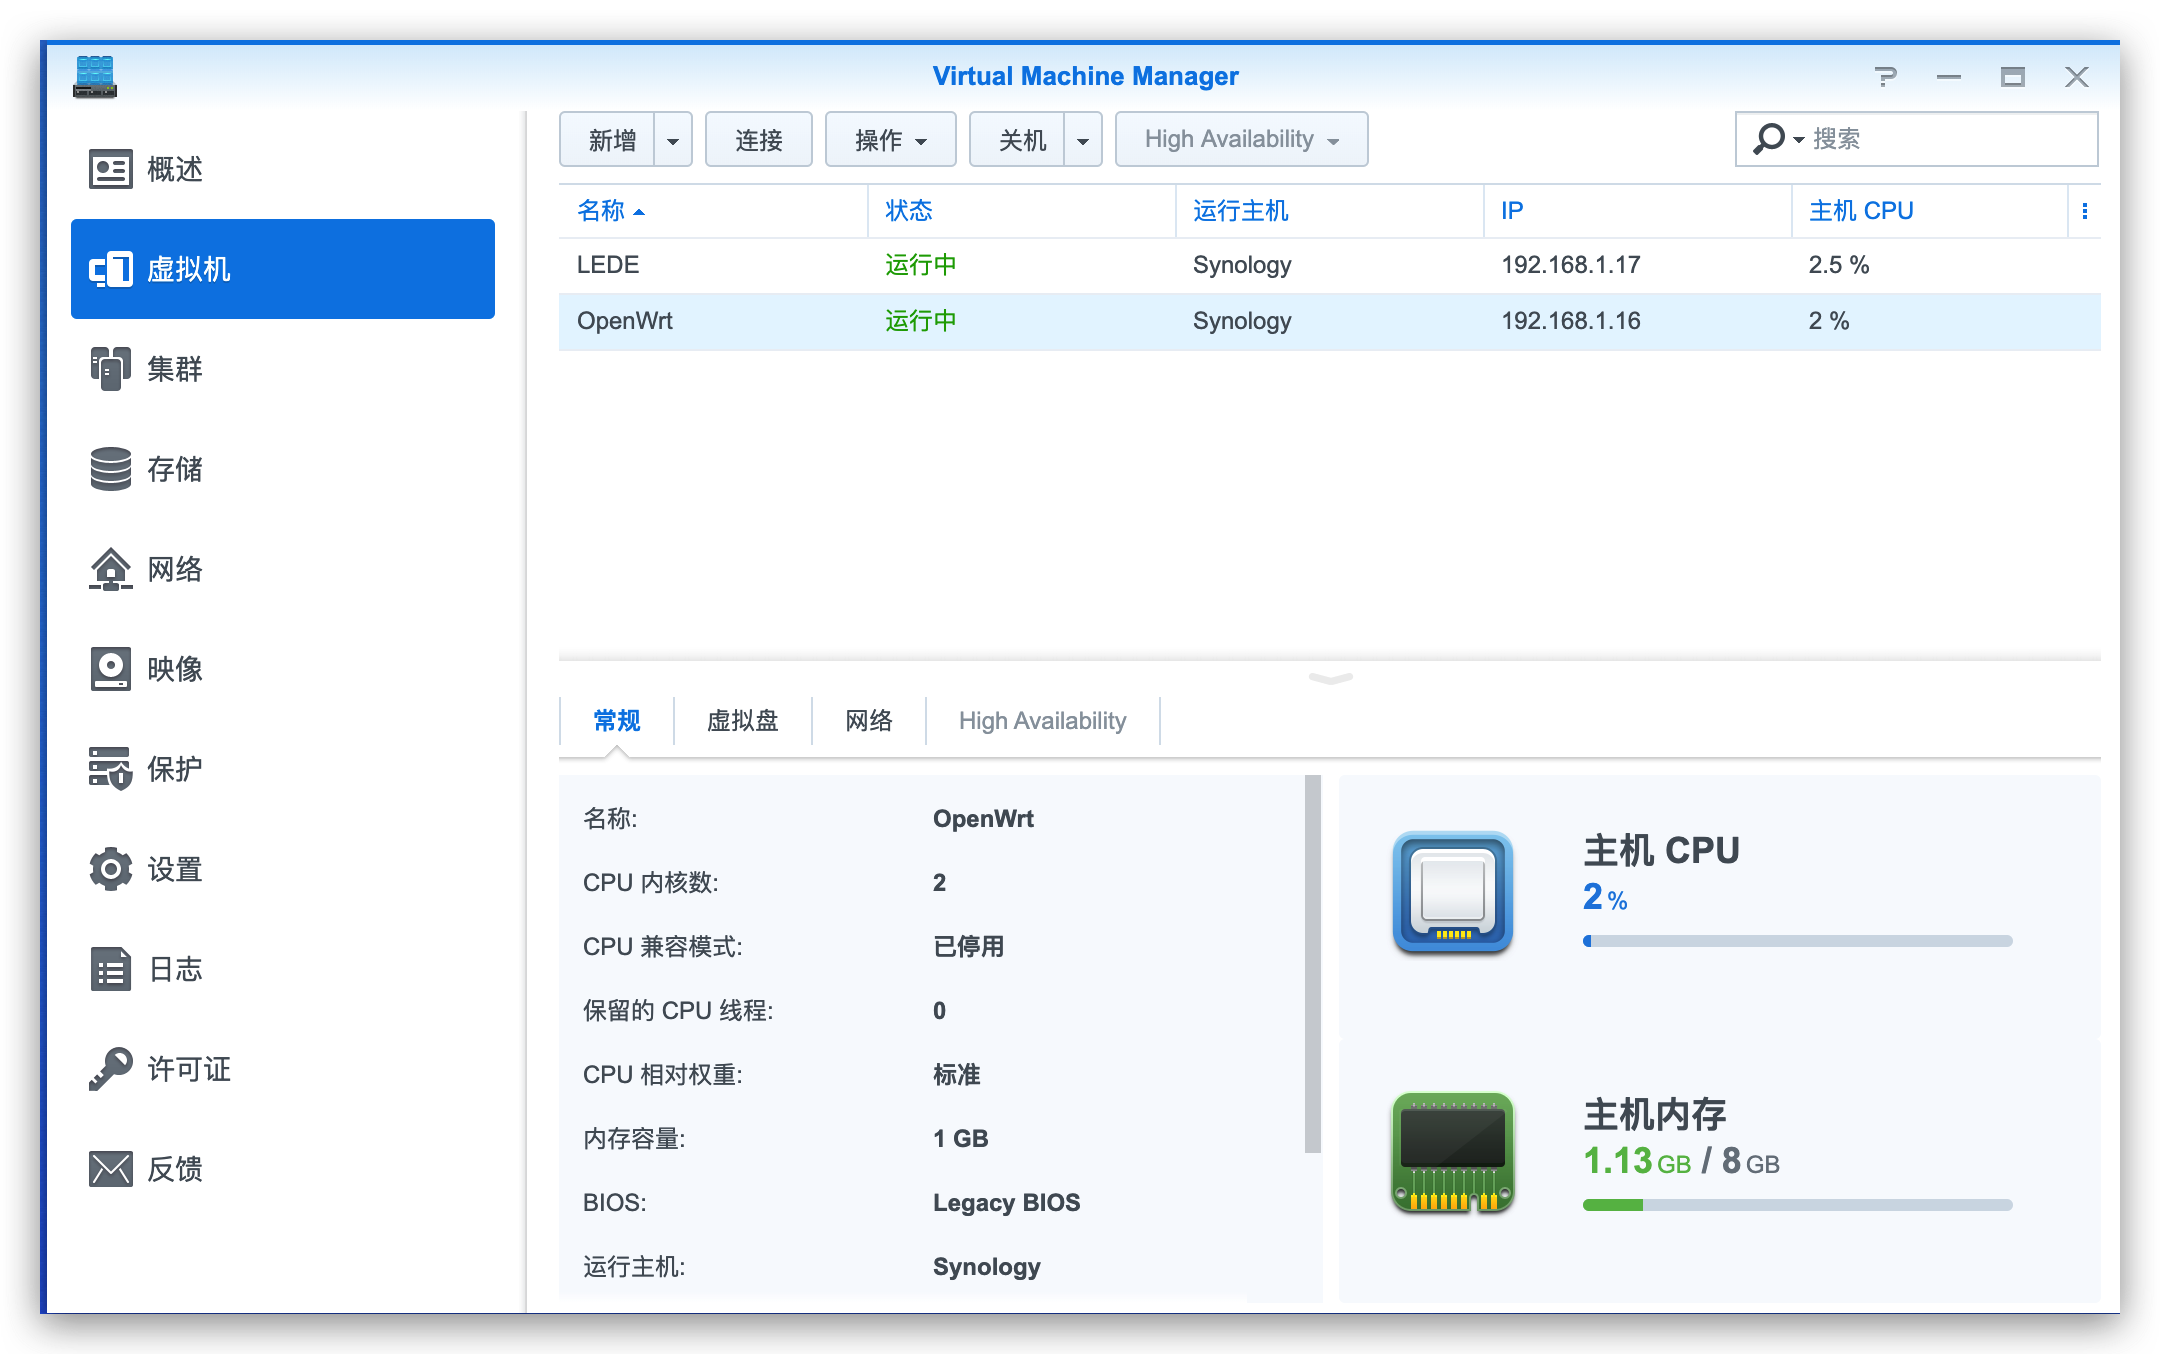 Virtual Machine Manager
概述
虚拟机
集群
存储
网络
映像
保护
设置
日志
许可证
反馈
新增 连接 操作 关机 High Availability 搜索
名称 状态 运行主机 IP 主机 CPU
LEDE 运行中 Synology 192.168.1.17 2.5 %
OpenWrt 运行中 Synology 192.168.1.16 2 %
常规 虚拟盘 网络 High Availability
名称: OpenWrt
CPU 内核数: 2
CPU 兼容模式: 已停用
保留的 CPU 线程: 0
CPU 相对权重: 标准
内存容量: 1 GB
BIOS: Legacy BIOS
运行主机: Synology
主机 CPU
2 %
主机内存
1.13 GB / 8 GB